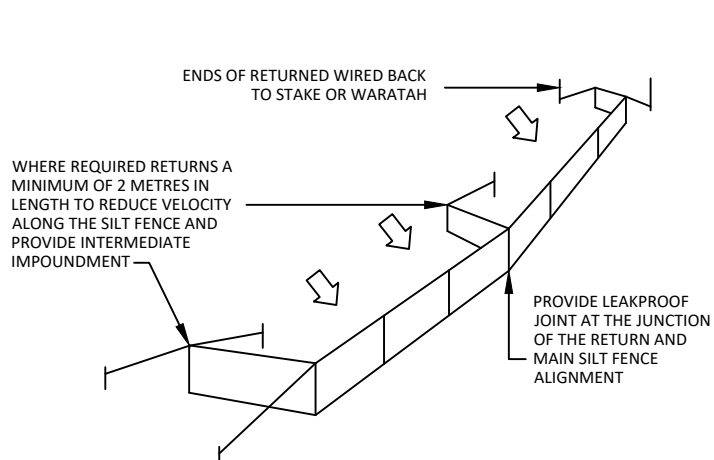 ENDS OF RETURNED WIRED BACK
TO STAKE OR WARATAH
WHERE REQUIRED RETURNS A
MINIMUM OF 2 METRES IN
LENGTH TO REDUCE VELOCITY
ALONG THE SILT FENCE AND
PROVIDE INTERMEDIATE
IMPOUNDMENT
PROVIDE LEAKPROOF
JOINT AT THE JUNCTION
OF THE RETURN AND
MAIN SILT FENCE
ALIGNMENT